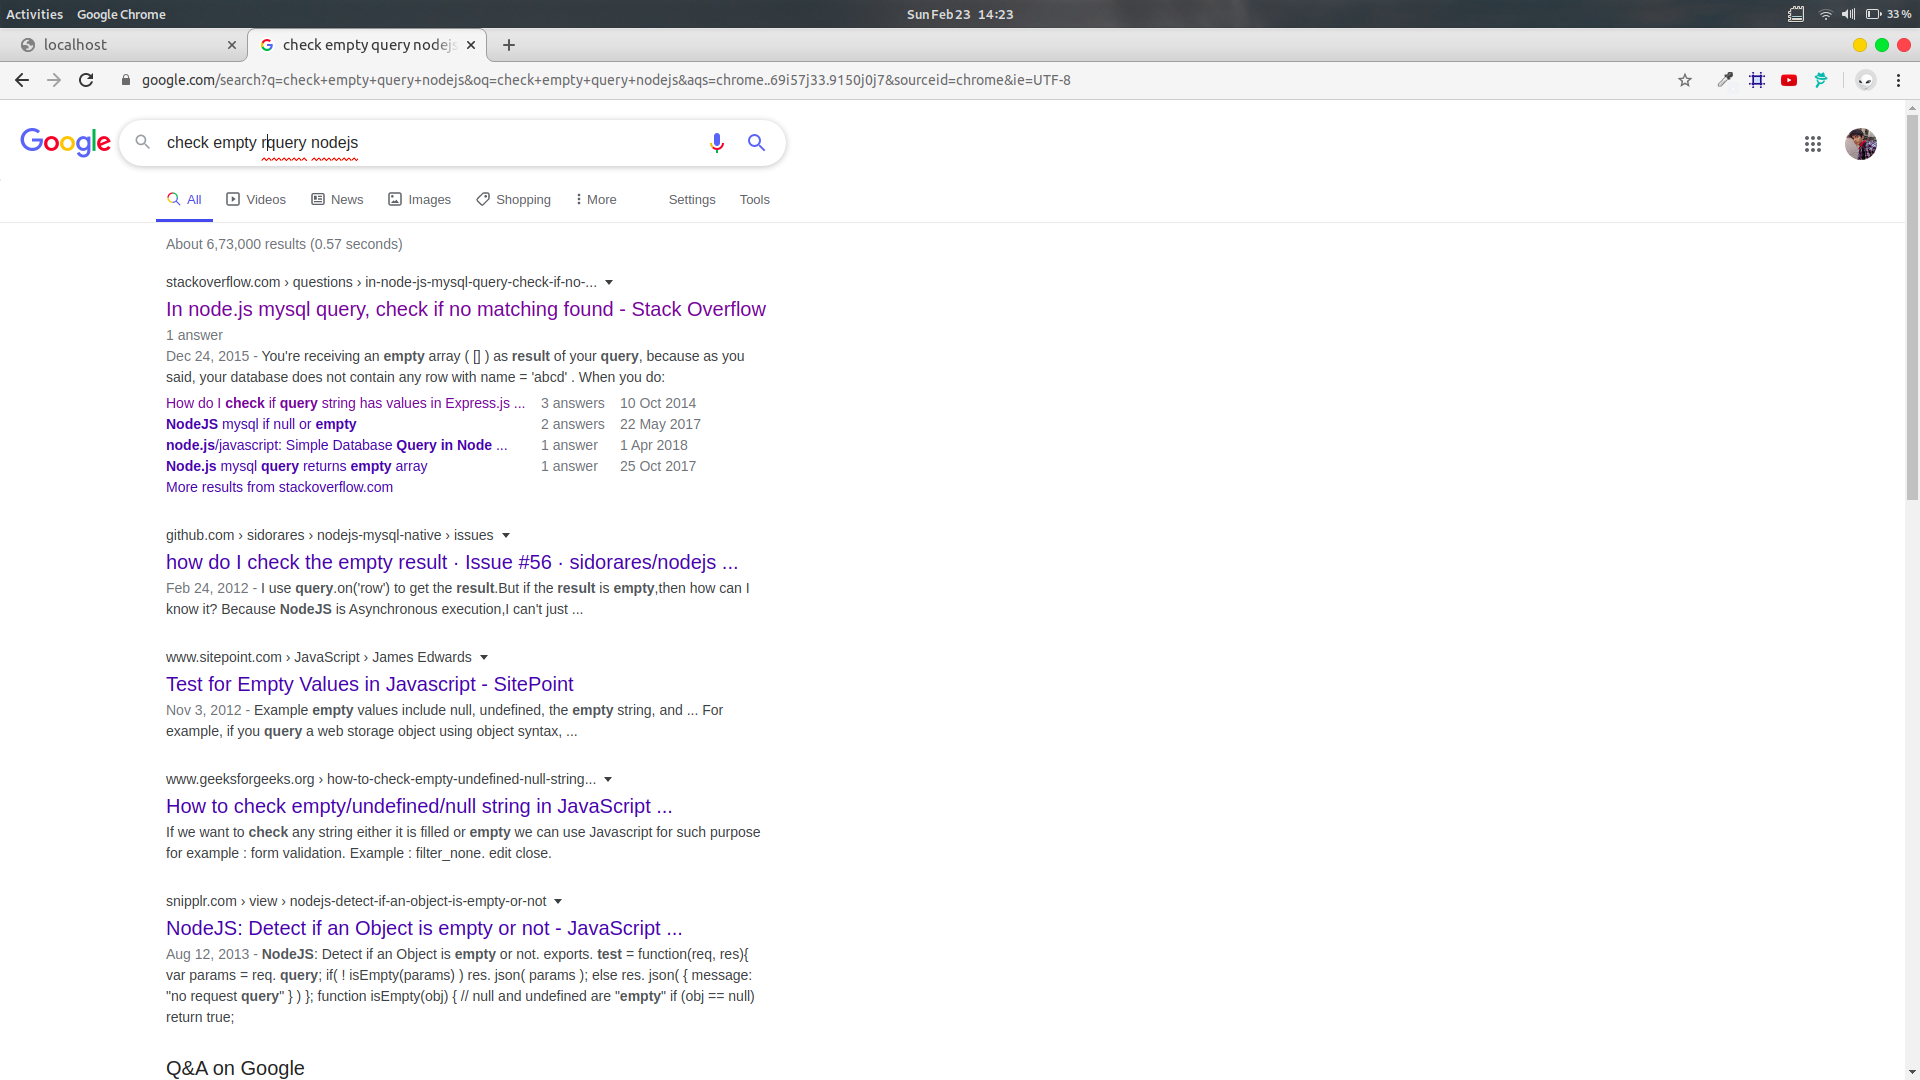 Activities Google Chrome Sun Feb 23 14:23 33 %
localhost check empty query nodejs
google.com/search?q=check+empty+query+nodejs&oq=check+empty+query+nodejs&aqs=chrome..69i57j33.9150j0j7&sourceid=chrome&ie=UTF-8
Google check empty rquery nodejs
All Videos News Images Shopping More Settings Tools
About 6,73,000 results (0.57 seconds)
stackoverflow.com › questions › in-node-js-mysql-query-check-if-no-...
In node.js mysql query, check if no matching found - Stack Overflow
1 answer
Dec 24, 2015 - You're receiving an empty array ( [] ) as result of your query, because as you
said, your database does not contain any row with name = 'abcd' . When you do:
How do I check if query string has values in Express.js ... 3 answers 10 Oct 2014
NodeJS mysql if null or empty 2 answers 22 May 2017
node.js/javascript: Simple Database Query in Node ... 1 answer 1 Apr 2018
Node.js mysql query returns empty array 1 answer 25 Oct 2017
More results from stackoverflow.com
github.com › sidorares › nodejs-mysql-native › issues
how do I check the empty result · Issue #56 · sidorares/nodejs ...
Feb 24, 2012 - I use query.on('row') to get the result.But if the result is empty,then how can I
know it? Because NodeJS is Asynchronous execution,I can't just ...
www.sitepoint.com › JavaScript › James Edwards
Test for Empty Values in Javascript - SitePoint
Nov 3, 2012 - Example empty values include null, undefined, the empty string, and ... For
example, if you query a web storage object using object syntax, ...
www.geeksforgeeks.org › how-to-check-empty-undefined-null-string...
How to check empty/undefined/null string in JavaScript ...
If we want to check any string either it is filled or empty we can use Javascript for such purpose
for example : form validation. Example : filter_none. edit close.
snipplr.com › view › nodejs-detect-if-an-object-is-empty-or-not
NodeJS: Detect if an Object is empty or not - JavaScript ...
Aug 12, 2013 - NodeJS: Detect if an Object is empty or not. exports. test = function(req, res){
var params = req. query; if( ! isEmpty(params) ) res. json( params ); else res. json( { message:
"no request query" } ) }; function isEmpty(obj) { // null and undefined are "empty" if (obj == null)
return true;
Q&A on Google